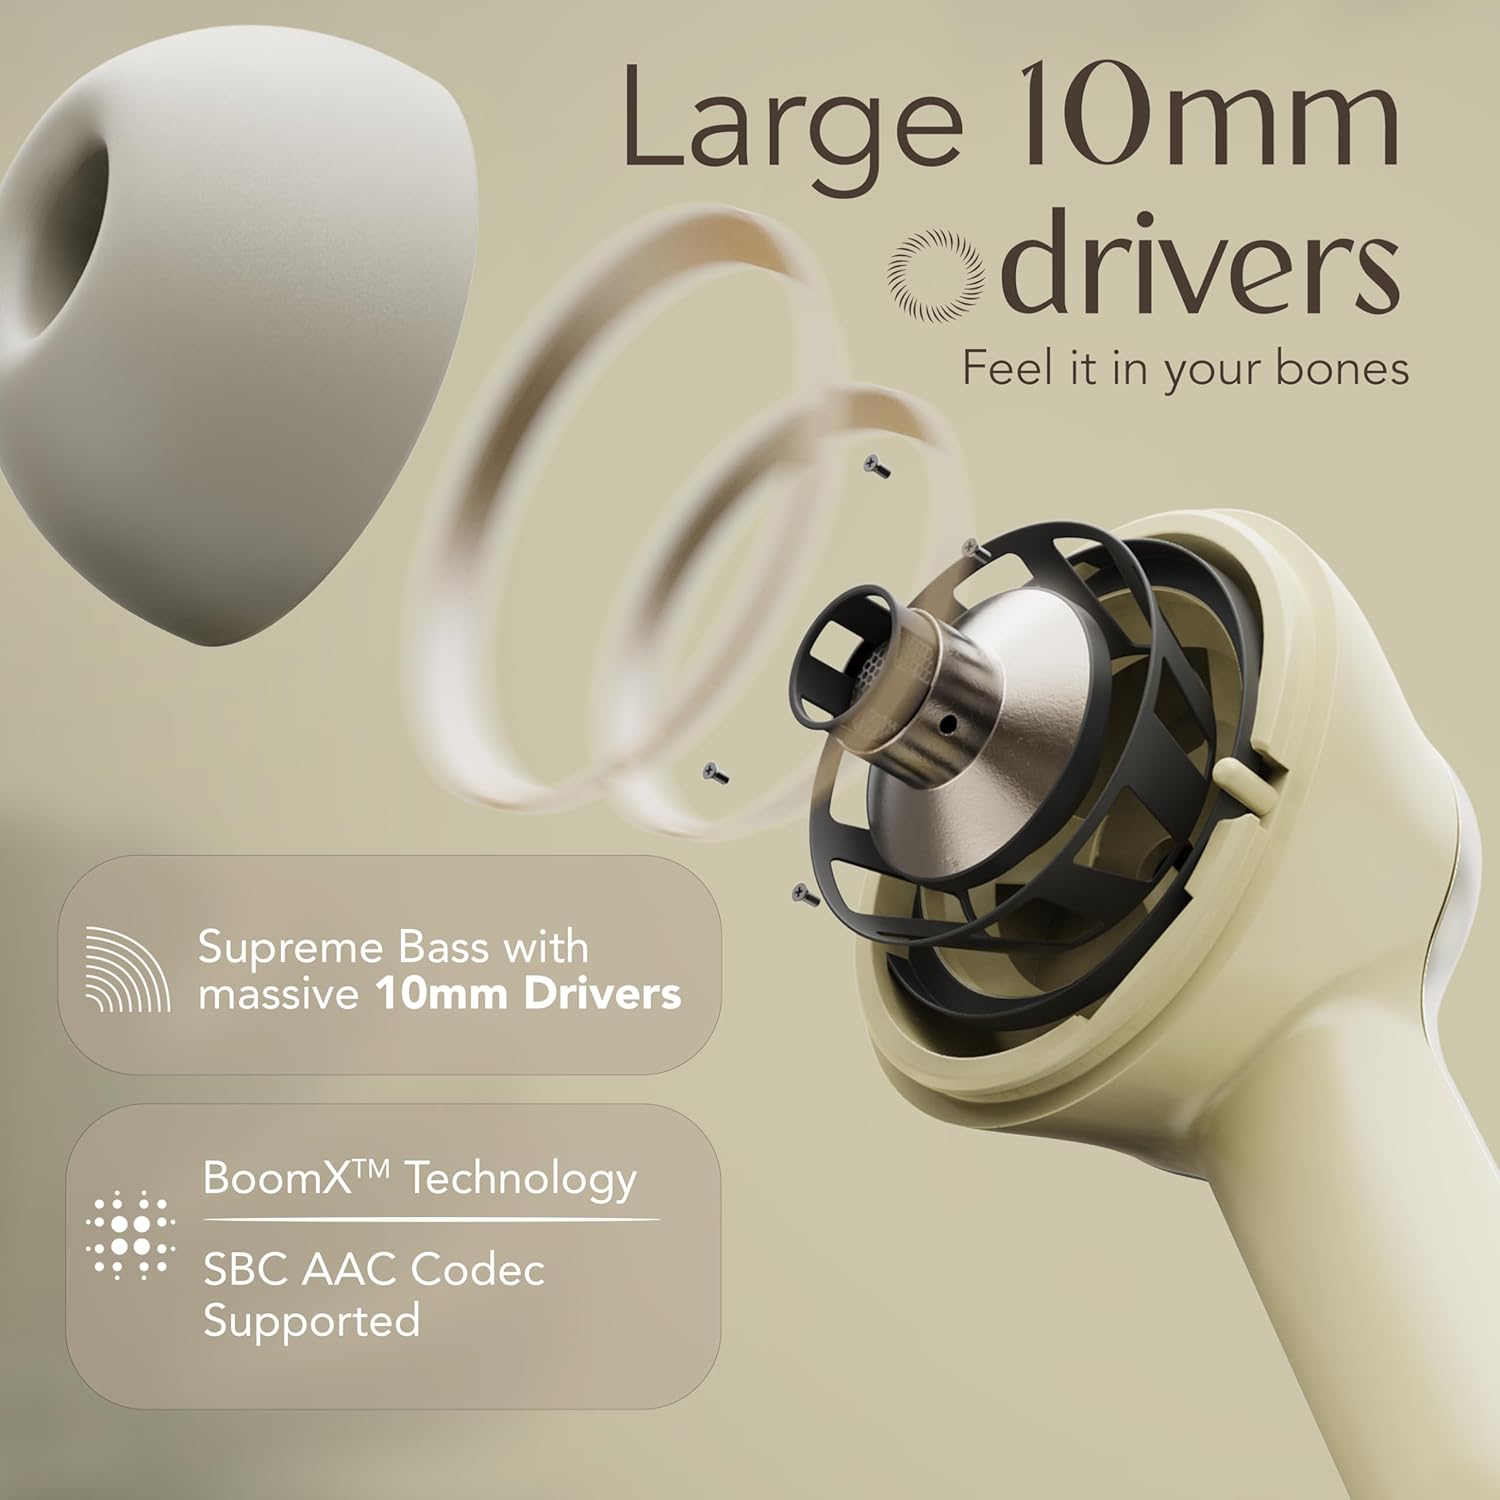 Large 10mm
drivers
Feel it in your bones
Supreme Bass with
massive 10mm Drivers
BoomX™ Technology
SBC AAC Codec
Supported